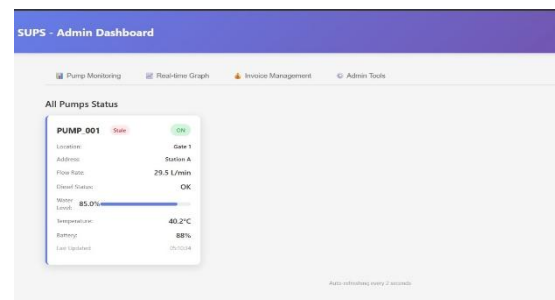 SUPS - Admin Dashboard
Pump Monitoring Real-time Graph Invoice Management Admin Tools
All Pumps Status
PUMP_001 Stale ON
Location: Gate 1
Address: Station A
Flow Rate: 29.5 L/min
Diesel Status: OK
Water Level: 85.0%
Temperature: 40.2°C
Battery: 88%
Last Updated:
Auto-refreshing every 2 seconds